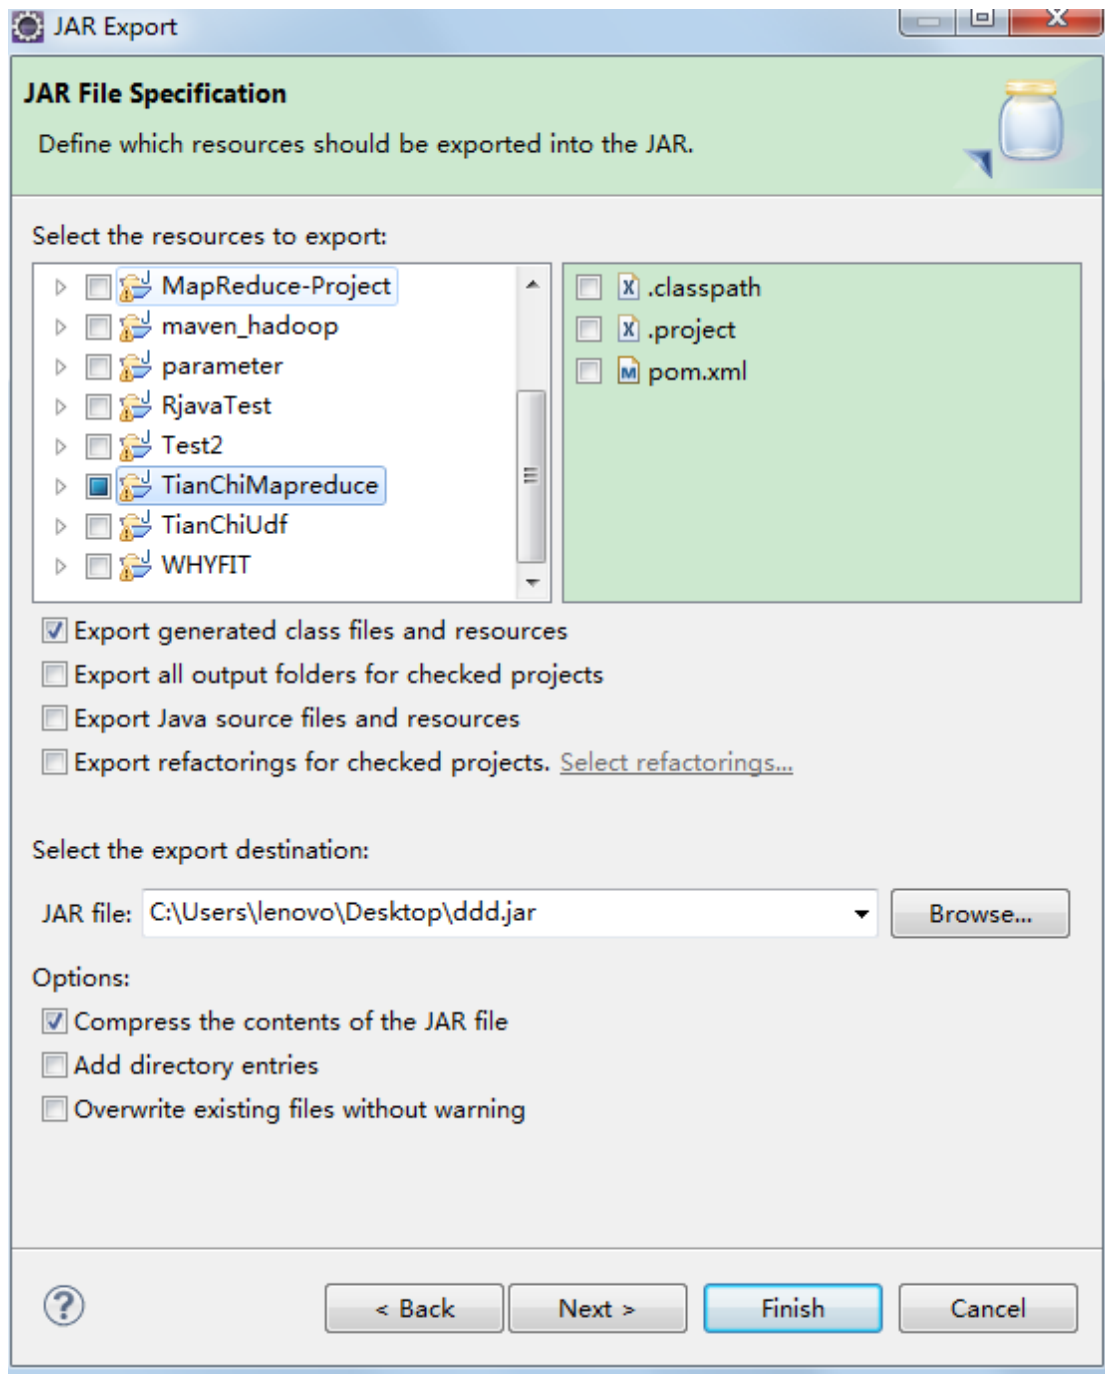 JAR Export
JAR File Specification
Define which resources should be exported into the JAR.
Select the resources to export:
MapReduce-Project
maven_hadoop
parameter
RjavaTest
Test2
TianChiMapreduce
TianChiUdf
WHYFIT
.classpath
.project
pom.xml
Export generated class files and resources
Export all output folders for checked projects
Export Java source files and resources
Export refactorings for checked projects. Select refactorings...
Select the export destination:
JAR file: C:\Users\lenovo\Desktop\ddd.jar Browse...
Options:
Compress the contents of the JAR file
Add directory entries
Overwrite existing files without warning
< Back Next > Finish Cancel